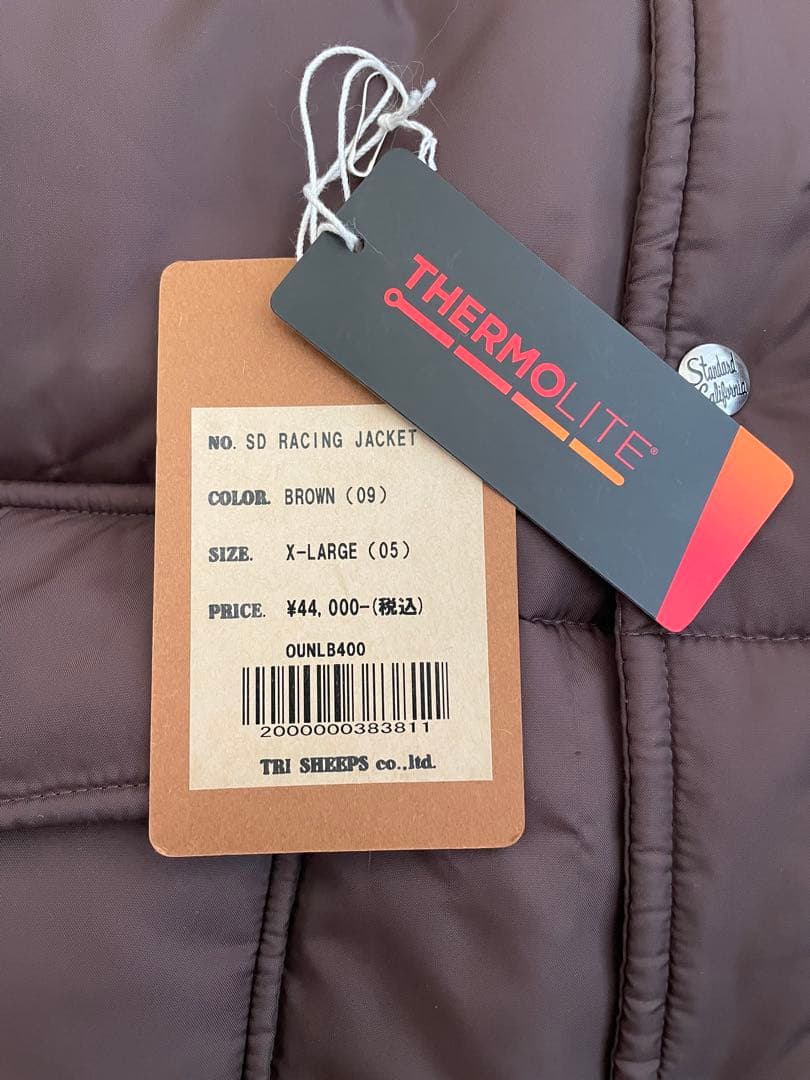 THERMOLITE®
Standard
California
NO. SD RACING JACKET
COLOR. BROWN (09)
SIZE. X-LARGE (05)
PRICE. ¥44,000-(税込)
OUNLB400
2000000383811
TRI SHEEPS co.,ltd.